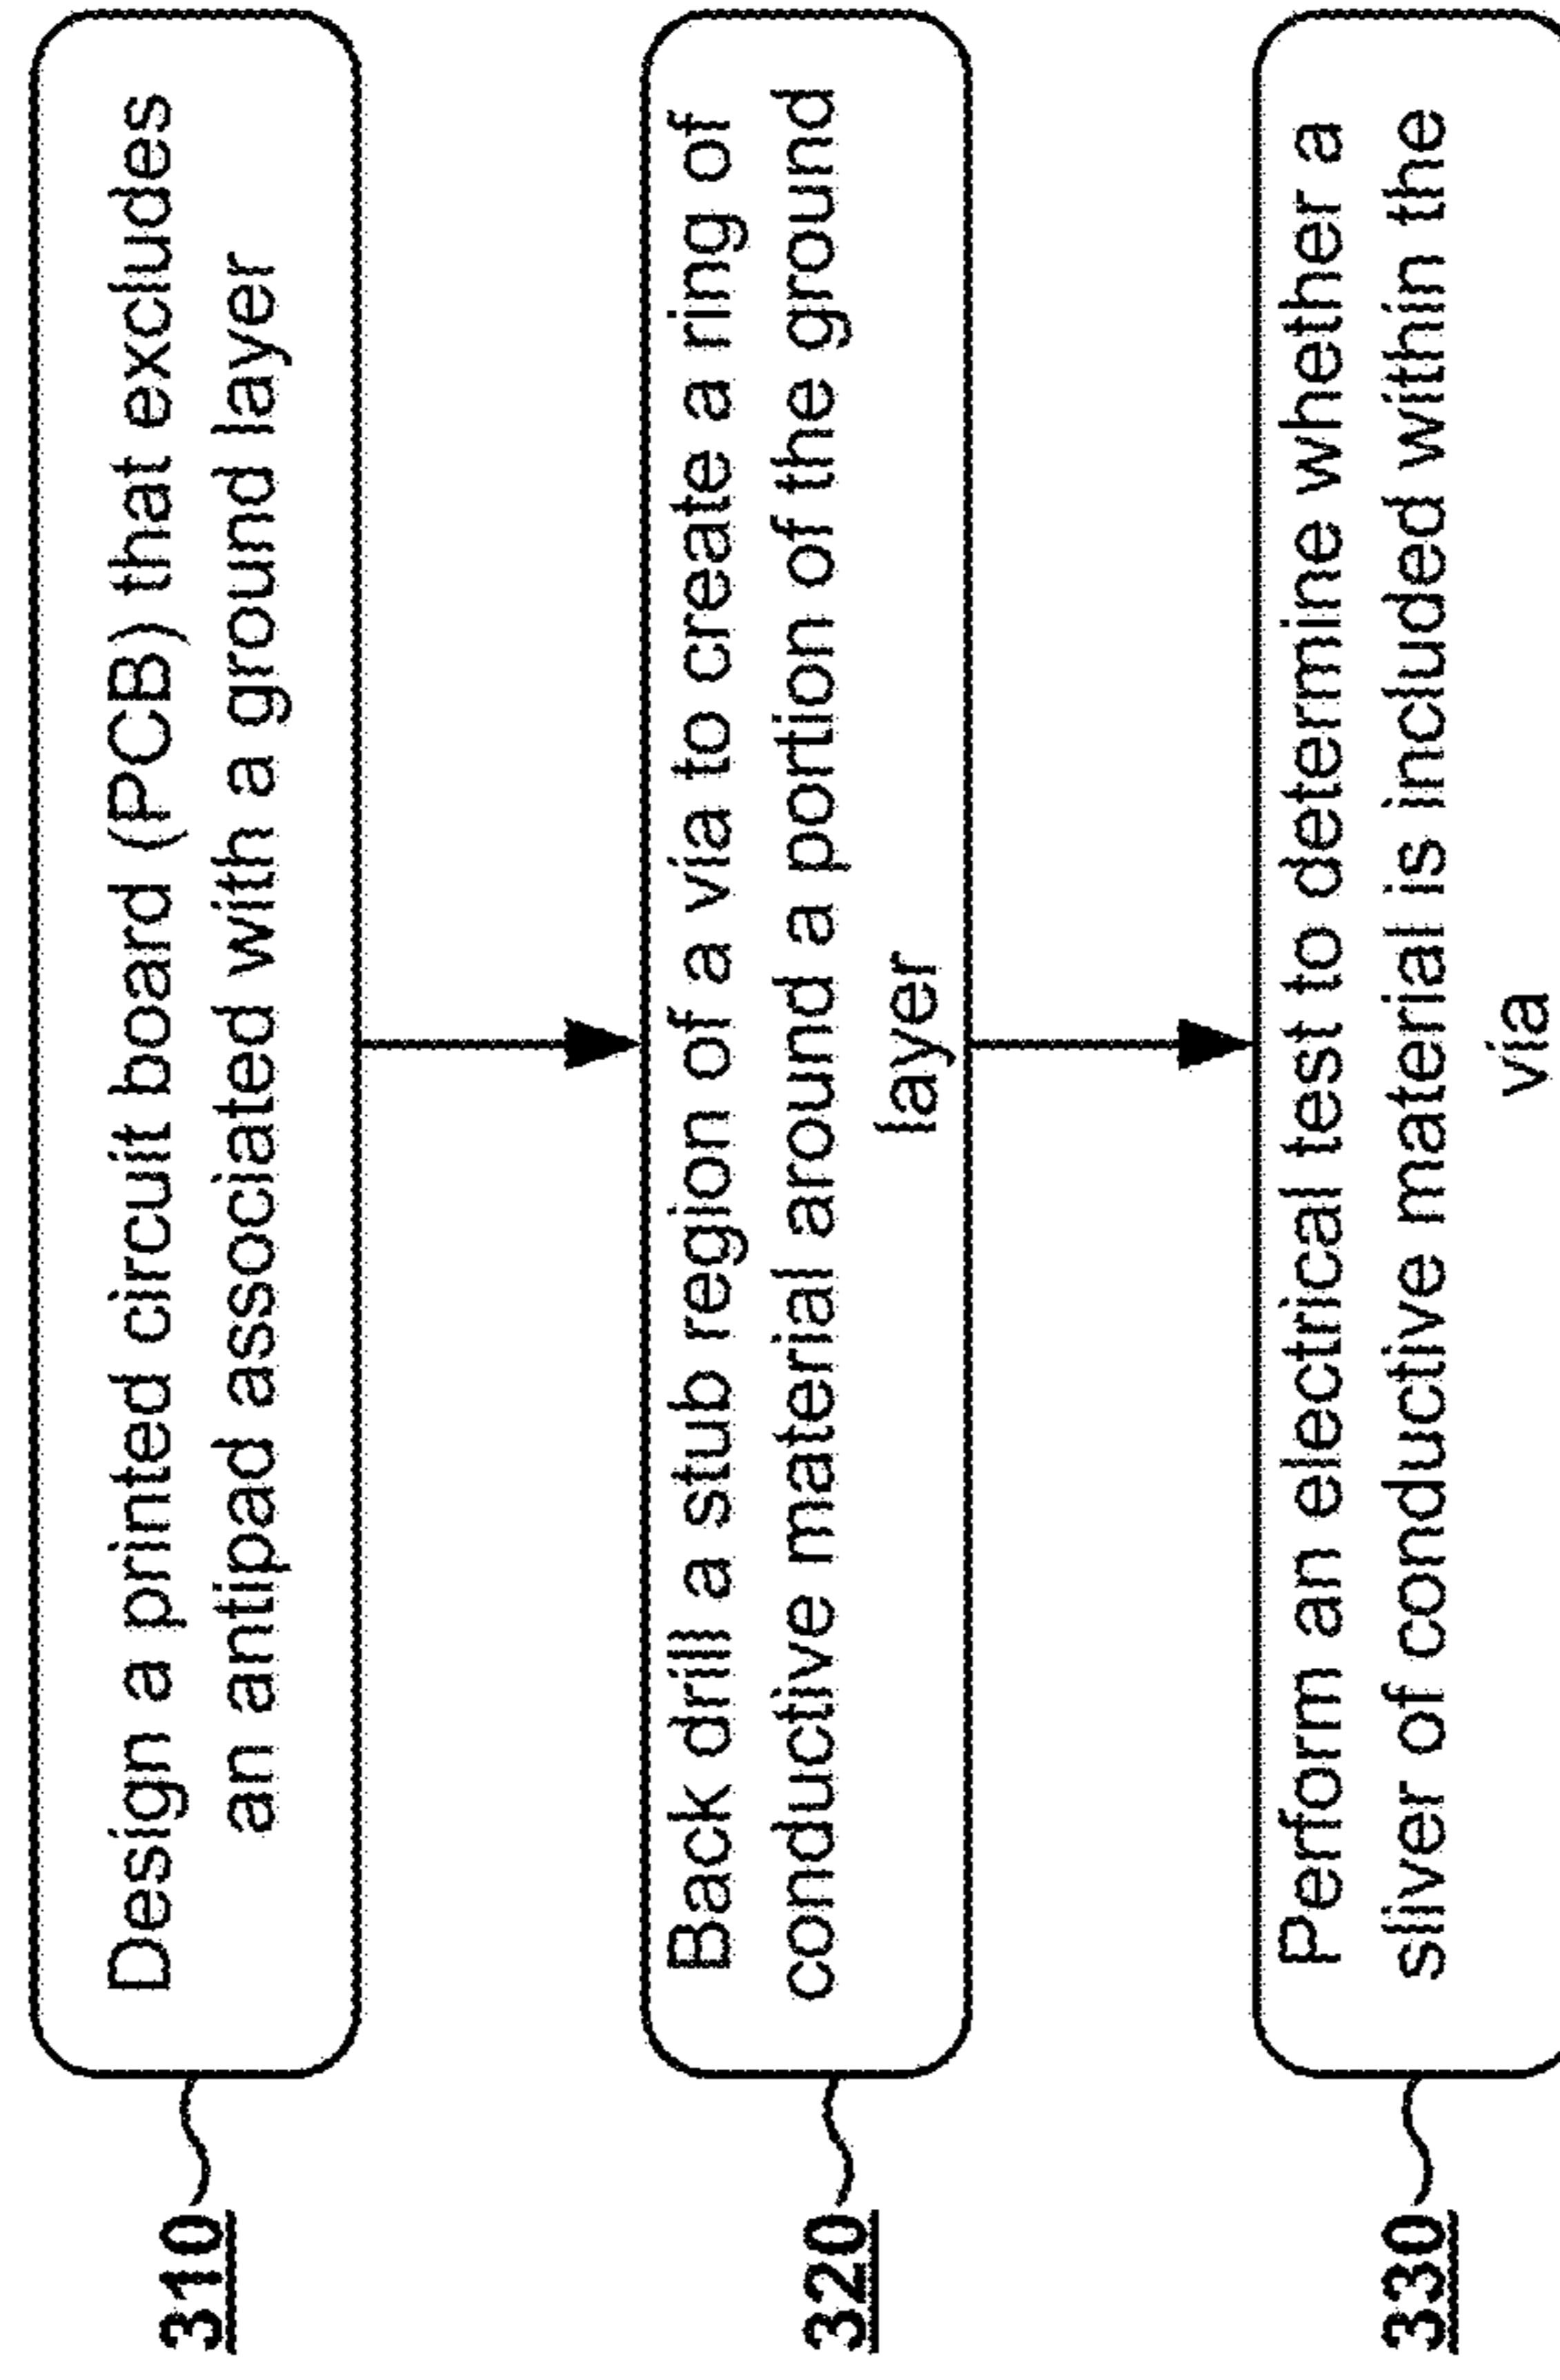 310
Design a printed circuit board (PCB) that excludes
an antipad associated with a ground layer
320
Back drill a stub region of a via to create a ring of
conductive material around a portion of the ground
layer
330
Perform an electrical test to determine whether a
sliver of conductive material is included within the
via